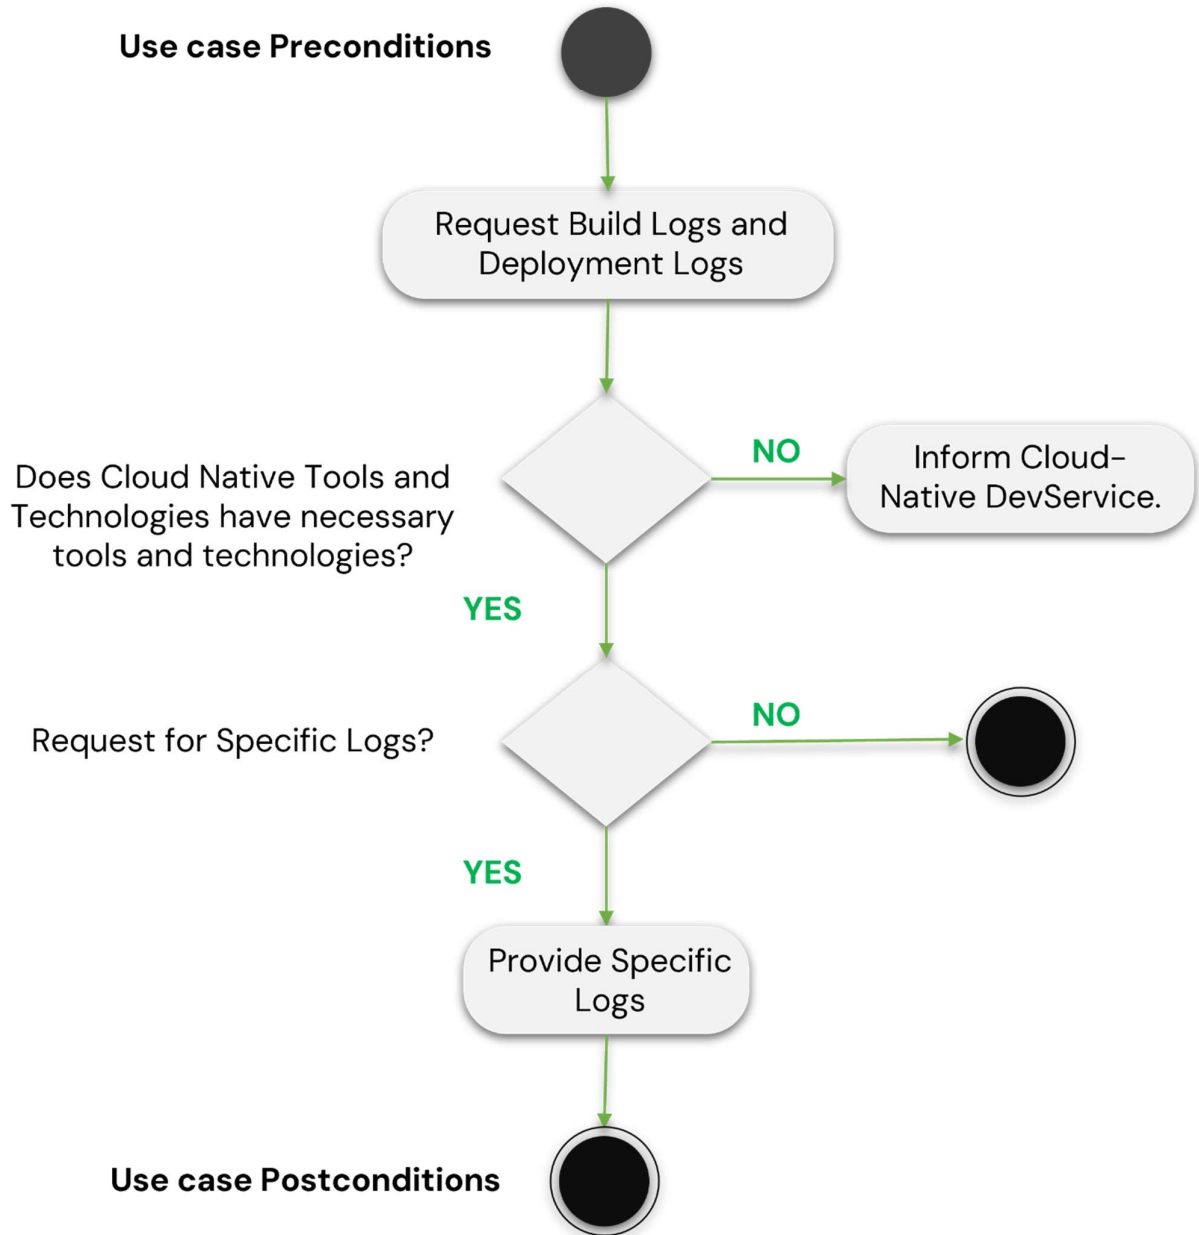 Use case Preconditions
Request Build Logs and
Deployment Logs
Does Cloud Native Tools and
Technologies have necessary
tools and technologies?
NO
Inform Cloud-
Native DevService.
YES
Request for Specific Logs?
NO
YES
Provide Specific
Logs
Use case Postconditions